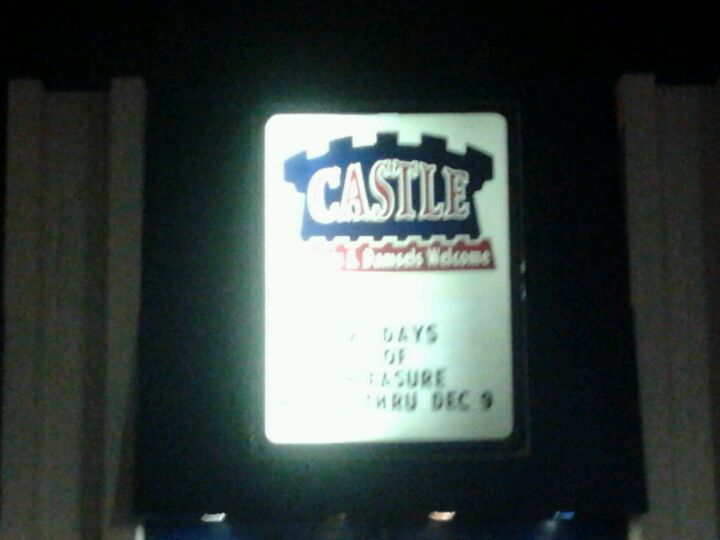 CASTLE
& Damsels Welcome
DAYS
OF
THRU DEC 9